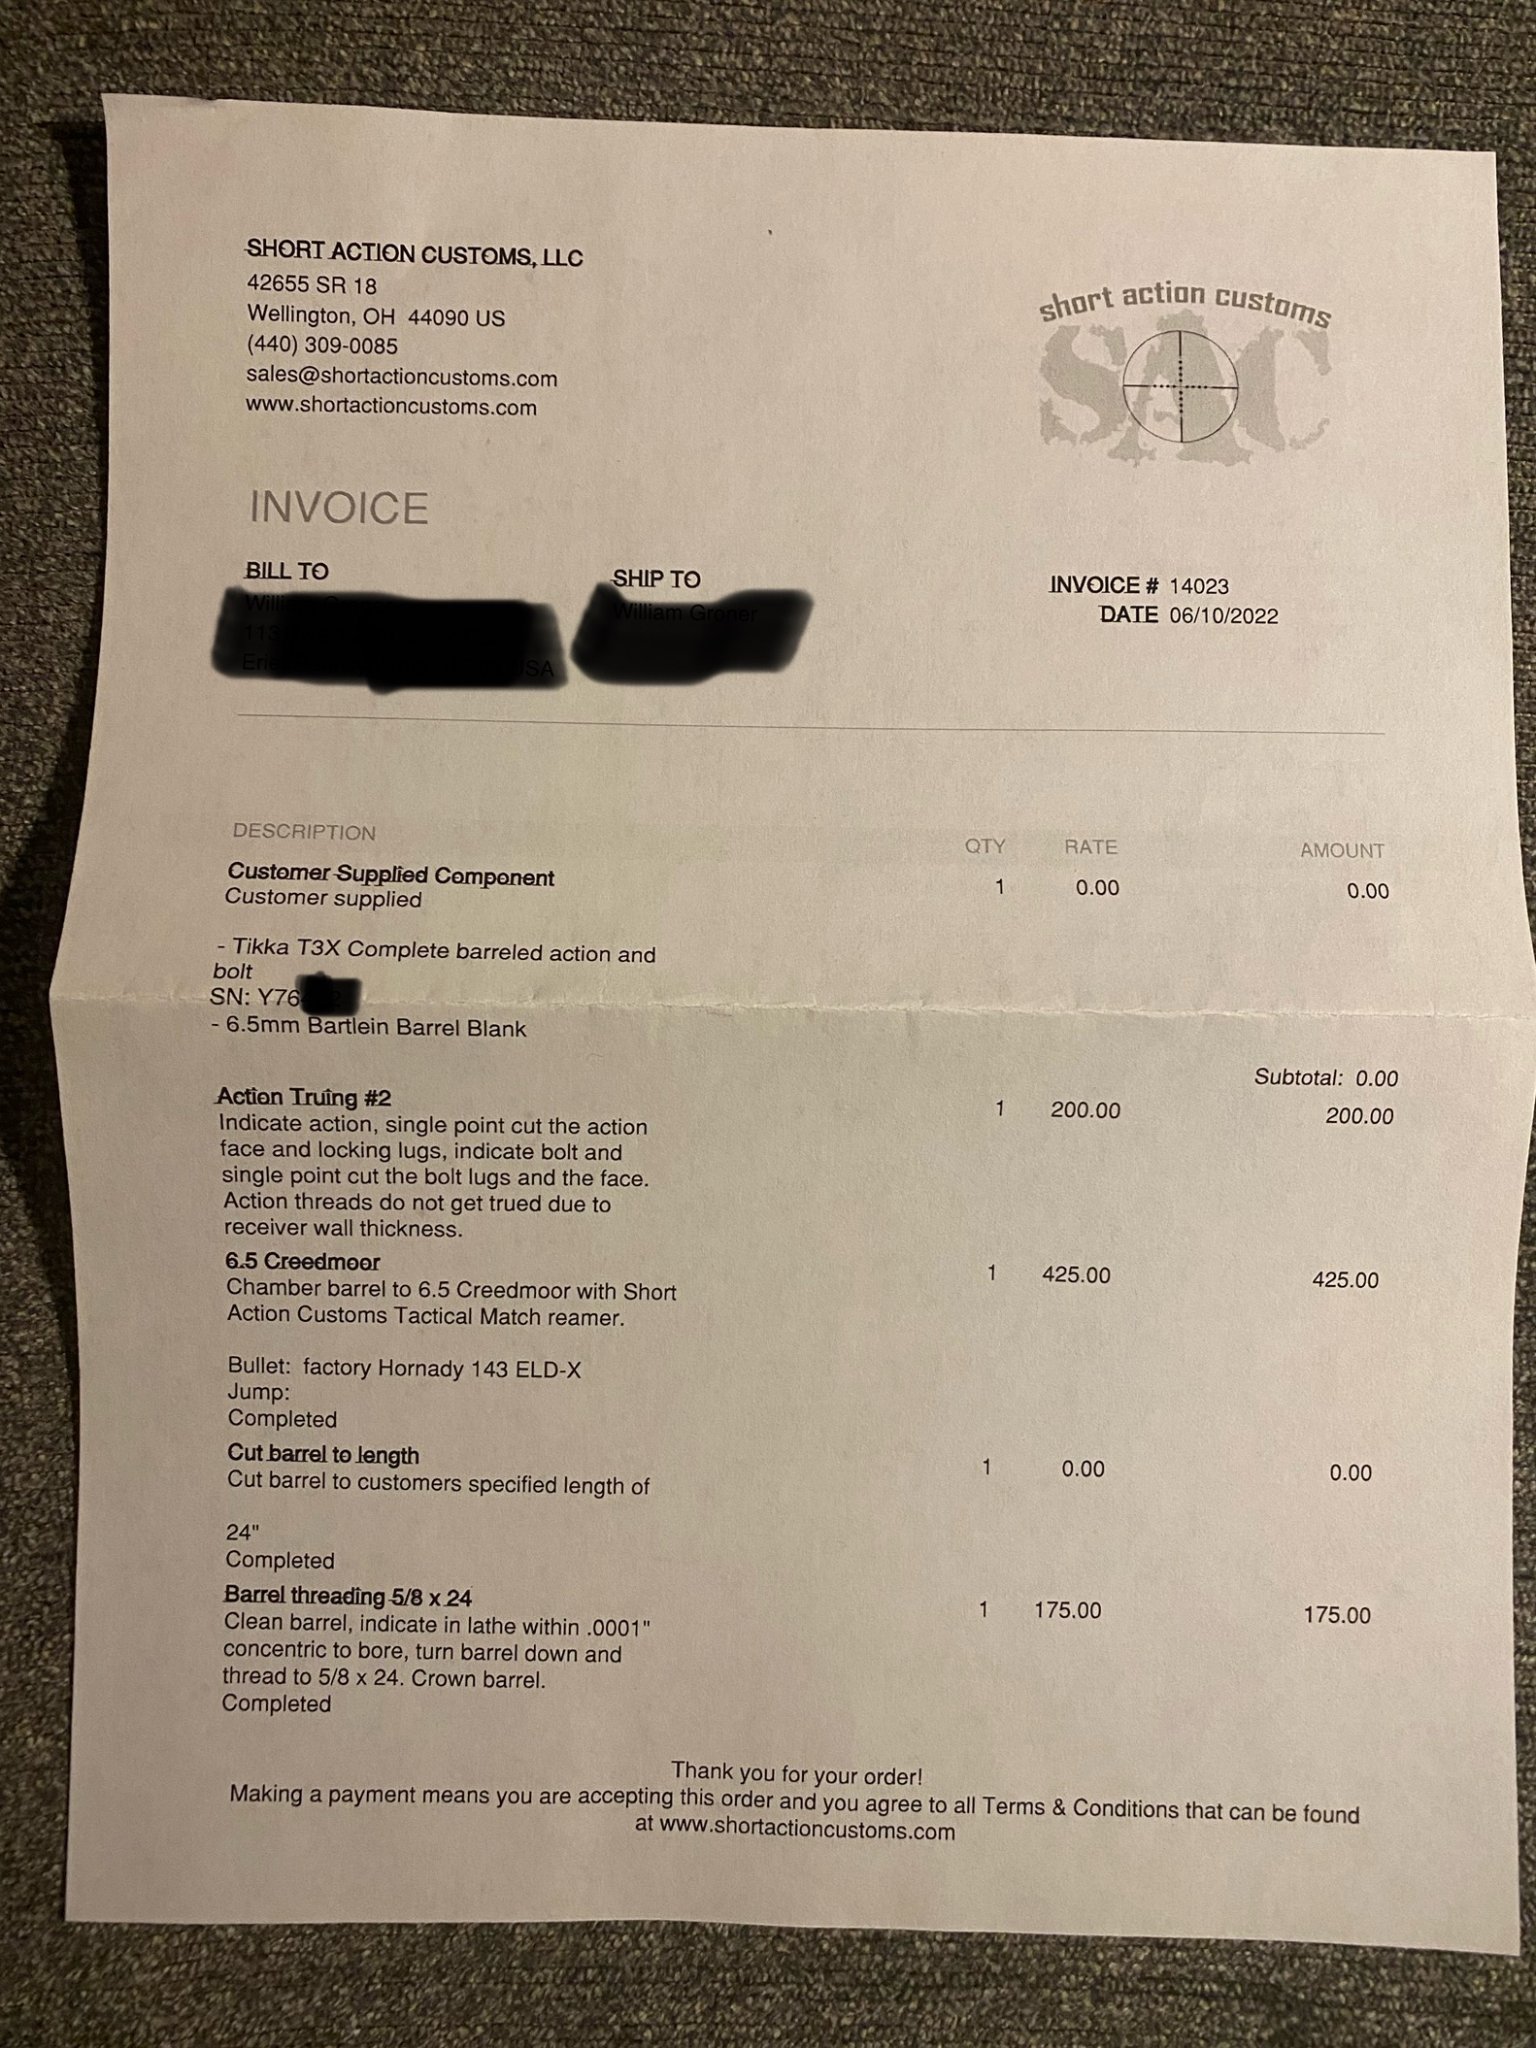 SHORT ACTION CUSTOMS, LLC
42655 SR 18
Wellington, OH 44090 US
(440) 309-0085
sales@shortactioncustoms.com
www.shortactioncustoms.com
short action customs
SAC
INVOICE
BILL TO
SHIP TO
INVOICE # 14023
DATE 06/10/2022
DESCRIPTION QTY RATE AMOUNT
Customer Supplied Component 1 0.00 0.00
Customer supplied
- Tikka T3X Complete barreled action and
bolt
SN:
- 6.5mm Bartlein Barrel Blank
Subtotal: 0.00
Action Truing #2 1 200.00 200.00
Indicate action, single point cut the action
face and locking lugs, indicate bolt and
single point cut the bolt lugs and the face.
Action threads do not get trued due to
receiver wall thickness.
6.5 Creedmoor 1 425.00 425.00
Chamber barrel to 6.5 Creedmoor with Short
Action Customs Tactical Match reamer.
Bullet: factory Hornady 143 ELD-X
Jump:
Completed
Cut barrel to length 1 0.00 0.00
Cut barrel to customers specified length of
24"
Completed
Barrel threading 5/8 x 24 1 175.00 175.00
Clean barrel, indicate in lathe within .0001"
concentric to bore, turn barrel down and
thread to 5/8 x 24. Crown barrel.
Completed
Thank you for your order!
Making a payment means you are accepting this order and you agree to all Terms & Conditions that can be found
at www.shortactioncustoms.com